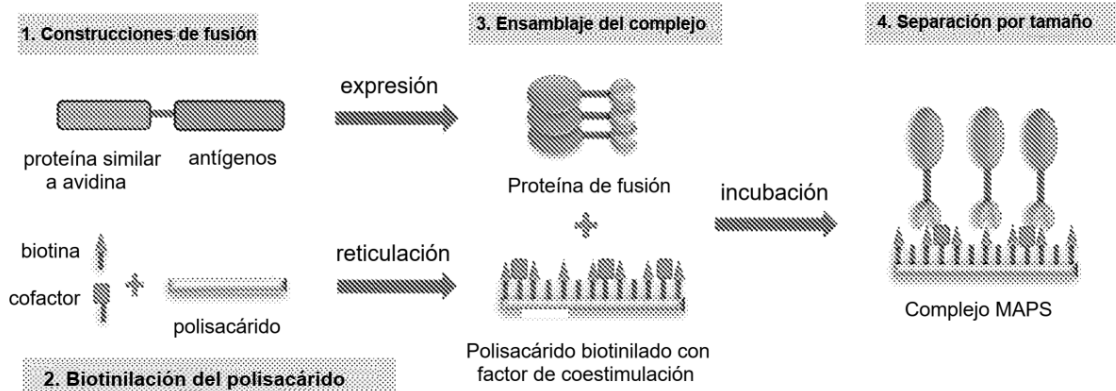 1. Construcciones de fusión
proteína similar
a avidina
antígenos
expresión
biotina
cofactor
polisacárido
reticulación
2. Biotinilación del polisacárido
3. Ensamblaje del complejo
Proteína de fusión
Polisacárido biotinilado con
factor de coestimulación
incubación
4. Separación por tamaño
Complejo MAPS